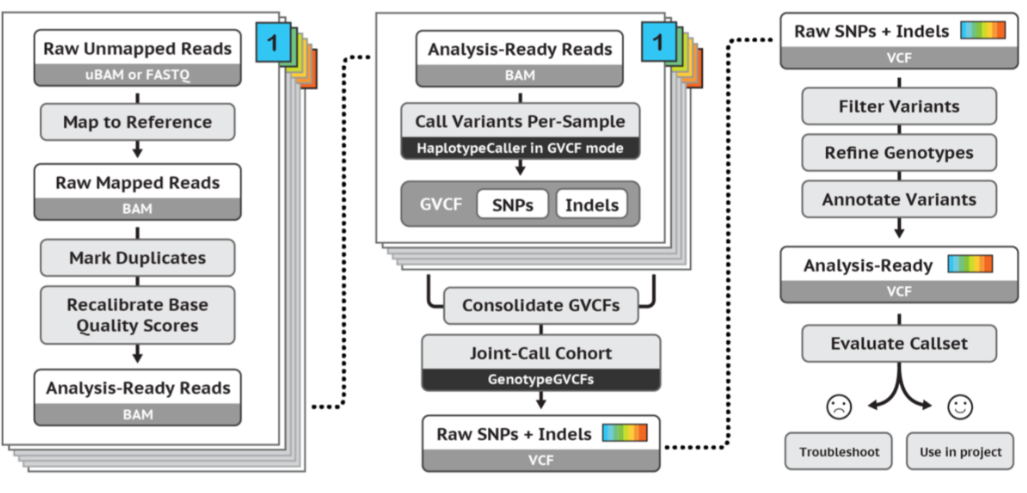 1
Raw Unmapped Reads
uBAM or FASTQ
Map to Reference
Raw Mapped Reads
BAM
Mark Duplicates
Recalibrate Base
Quality Scores
Analysis-Ready Reads
BAM
1
Analysis-Ready Reads
BAM
Call Variants Per-Sample
HaplotypeCaller in GVCF mode
GVCF SNPs Indels
Consolidate GVCFs
Joint-Call Cohort
GenotypeGVCFs
Raw SNPs + Indels
VCF
Raw SNPs + Indels
VCF
Filter Variants
Refine Genotypes
Annotate Variants
Analysis-Ready
VCF
Evaluate Callset
Troubleshoot
Use in project